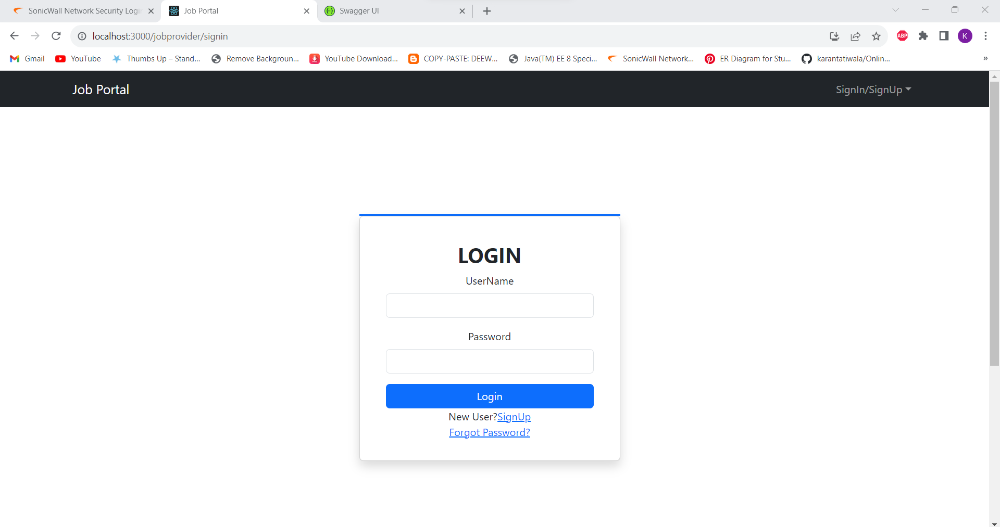 SonicWall Network Security Login
Job Portal
Swagger UI
localhost:3000/jobprovider/signin
ABP
K
Gmail
YouTube
Thumbs Up – Stand...
Remove Backgroun...
YouTube Download...
COPY-PASTE: DEEW...
Java(TM) EE 8 Speci...
SonicWall Network...
ER Diagram for Stu...
karantatiwala/Onlin...
»
Job Portal
SignIn/SignUp
LOGIN
UserName
Password
Login
New User?SignUp
Forgot Password?